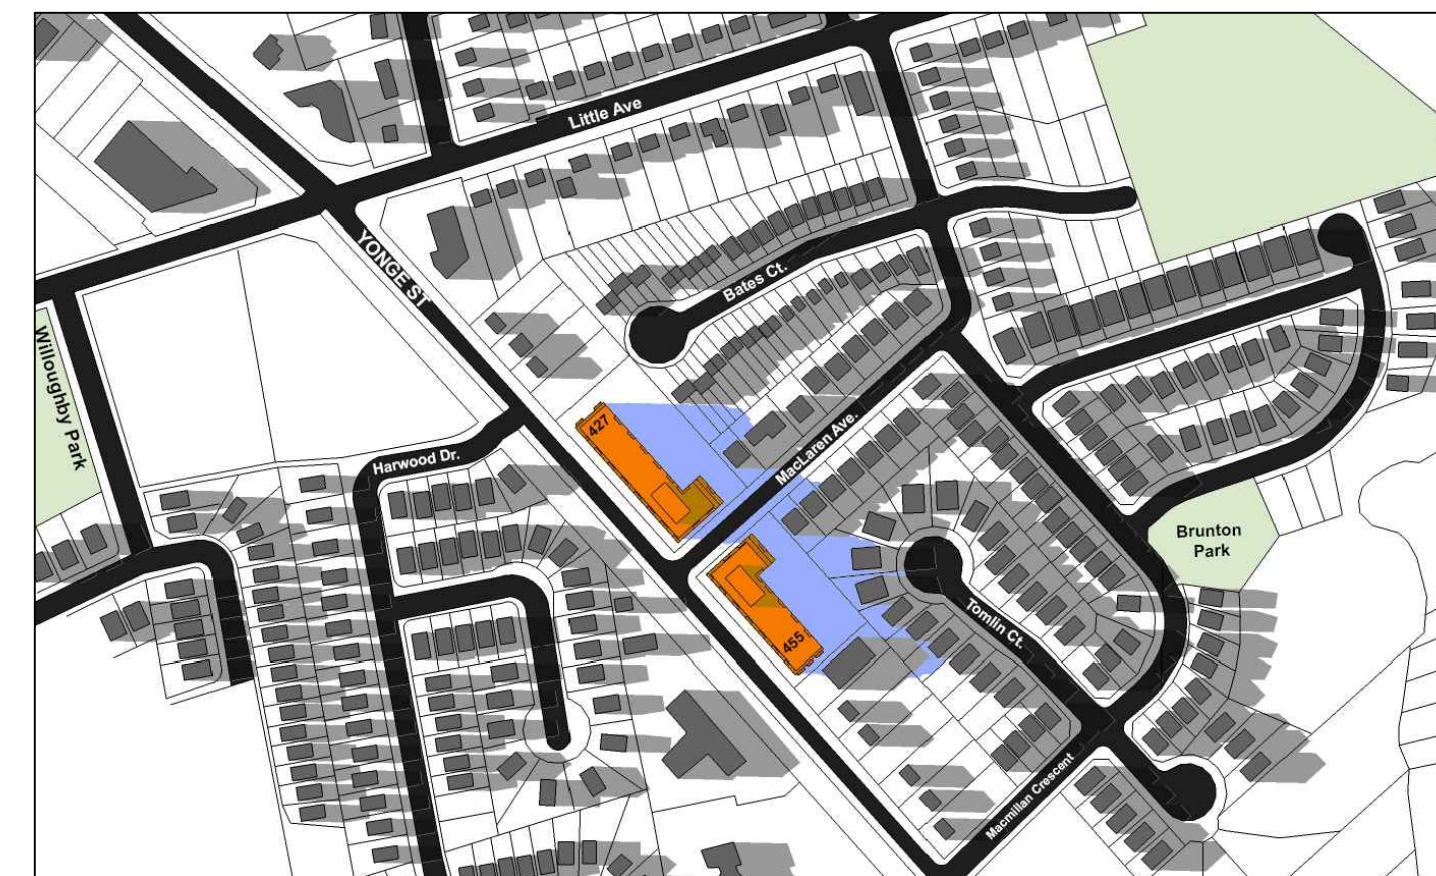 Little Ave
YONGE ST
Bates Ct.
Willoughby Park
427
MacLaren Ave.
Harwood Dr.
Brunton
Park
Tomlin Ct.
455
Macmillan Crescent